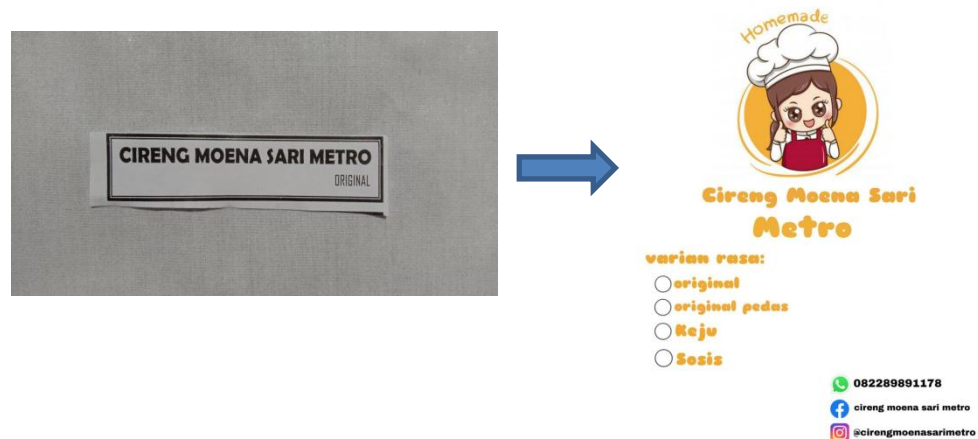 CIRENG MOENA SARI METRO
ORIGINAL
Homemade
Cireng Moena Sari
Metro
varian rasa:
original
original pedas
Keju
Sosis
082289891178
cireng moena sari metro
@cirengmoenasarimetro